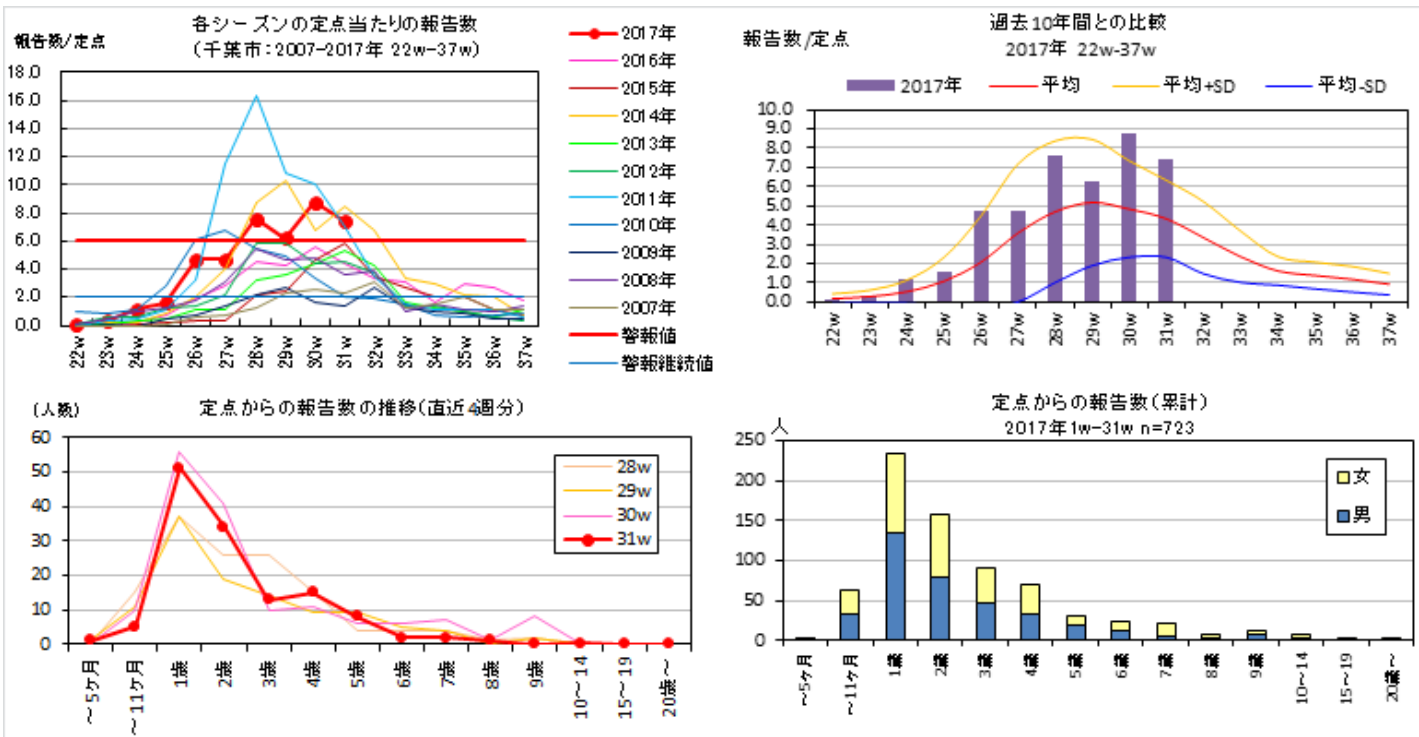 各シーズンの定点当たりの報告数
(千葉市:2007-2017年 22w-37w)
報告数/定点
18.0
16.0
14.0
12.0
10.0
8.0
6.0
4.0
2.0
0.0
22w 23w 24w 25w 26w 27w 28w 29w 30w 31w 32w 33w 34w 35w 36w 37w
2017年
2016年
2015年
2014年
2013年
2012年
2011年
2010年
2009年
2008年
2007年
警報値
警報継続値
過去10年間との比較
2017年 22w-37w
報告数/定点
2017年 平均 平均+SD 平均-SD
10.0
9.0
8.0
7.0
6.0
5.0
4.0
3.0
2.0
1.0
0.0
22w 23w 24w 25w 26w 27w 28w 29w 30w 31w 32w 33w 34w 35w 36w 37w
定点からの報告数の推移(直近4週分)
(人数)
60
50
40
30
20
10
0
28w
29w
30w
31w
～5ヶ月 ～11ヶ月 1歳 2歳 3歳 4歳 5歳 6歳 7歳 8歳 9歳 10～14 15～19 20歳～
定点からの報告数(累計)
2017年1w-31w n=723
人
250
200
150
100
50
0
女
男
～5ヶ月 ～11ヶ月 1歳 2歳 3歳 4歳 5歳 6歳 7歳 8歳 9歳 10～14 15～19 20歳～